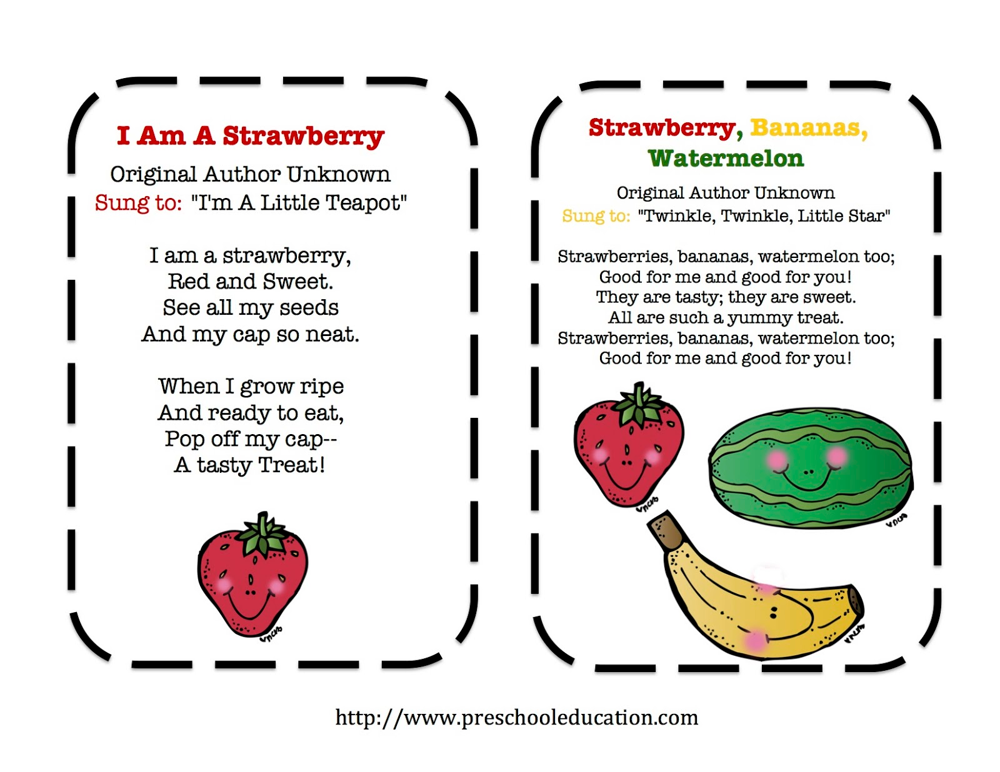 I Am A Strawberry
Original Author Unknown
Sung to: "I'm A Little Teapot"
I am a strawberry,
Red and Sweet.
See all my seeds
And my cap so neat.
When I grow ripe
And ready to eat,
Pop off my cap--
A tasty Treat!
Strawberry, Bananas,
Watermelon
Original Author Unknown
Sung to: "Twinkle, Twinkle, Little Star"
Strawberries, bananas, watermelon too;
Good for me and good for you!
They are tasty; they are sweet.
All are such a yummy treat.
Strawberries, bananas, watermelon too;
Good for me and good for you!
http://www.preschooleducation.com